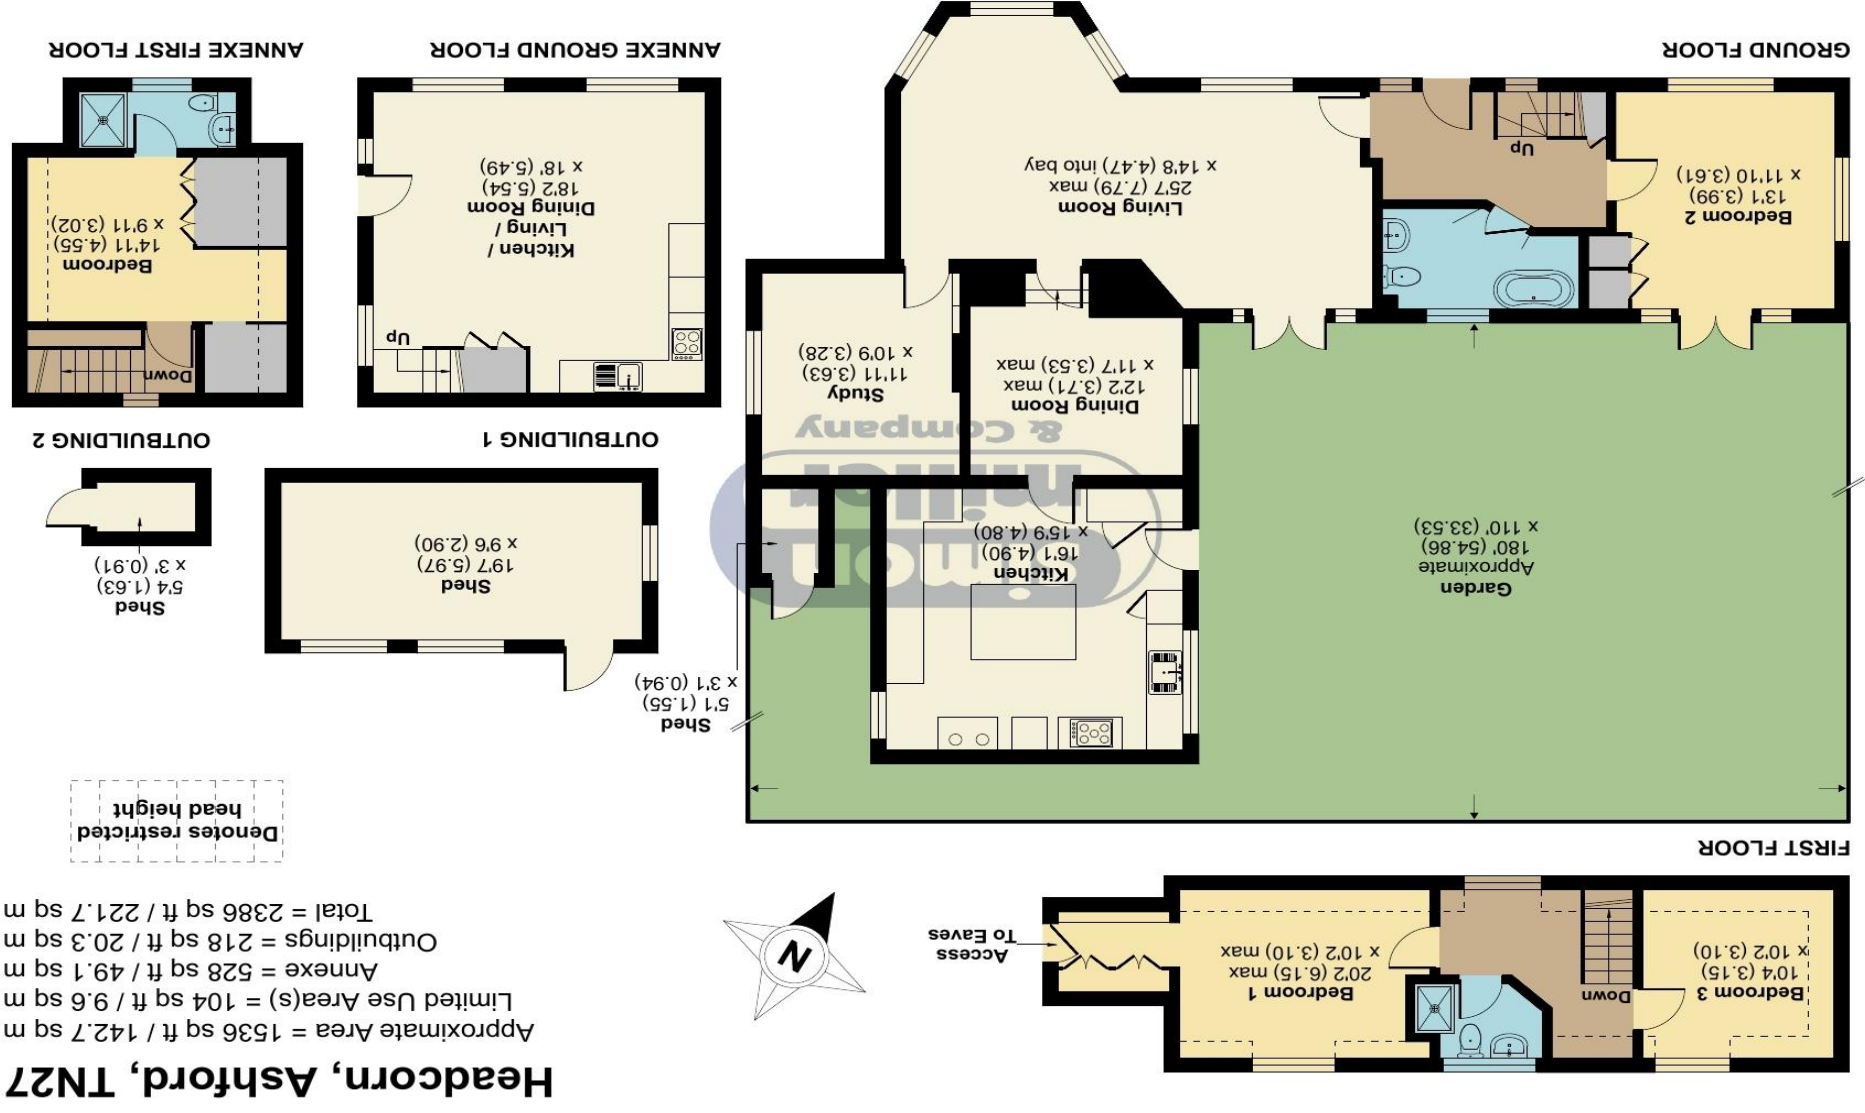 Headcorn, Ashford, TN27
Approximate Area = 1536 sq ft / 142.7 sq m
Limited Use Area(s) = 104 sq ft / 9.6 sq m
Annexe = 528 sq ft / 49.1 sq m
Outbuildings = 218 sq ft / 20.3 sq m
Total = 2386 sq ft / 221.7 sq m
Denotes restricted
head height
N
Bedroom 3
10'4 (3.15)
x 10'2 (3.10)
Down
Bedroom 1
20'2 (6.15) max
x 10'2 (3.10) max
Access
To Eaves
FIRST FLOOR
Garden
Approximate
180' (54.86)
x 110' (33.53)
Kitchen
16'1 (4.90)
x 15'9 (4.80)
Shed
5'1 (1.55)
x 3'1 (0.94)
simon
miller
& Company
Dining Room
12'2 (3.71) max
x 11'7 (3.53) max
Study
11'11 (3.63)
x 10'9 (3.28)
Bedroom 2
13'1 (3.99)
x 11'10 (3.61)
Living Room
25'7 (7.79) max
x 14'8 (4.47) into bay
Up
GROUND FLOOR
Shed
19'7 (5.97)
x 9'6 (2.90)
OUTBUILDING 1
Shed
5'4 (1.63)
x 3' (0.91)
OUTBUILDING 2
Up
Kitchen /
Living /
Dining Room
18'2 (5.54)
x 18' (5.49)
ANNEXE GROUND FLOOR
Down
Bedroom
14'11 (4.55)
x 9'11 (3.02)
ANNEXE FIRST FLOOR